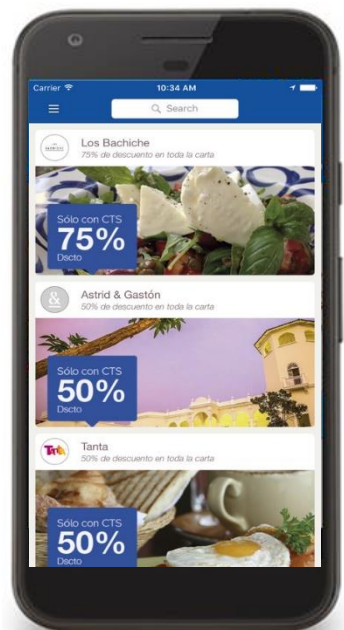 Carrier
10:34 AM
Search
Los Bachiche
75% de descuento en toda la carta
Sólo con CTS
75%
Dscto
&
Astrid & Gastón
50% de descuento en toda la carta
Sólo con CTS
50%
Dscto
Tanta
Tanta
50% de descuento en toda la carta
Sólo con CTS
50%
Dscto